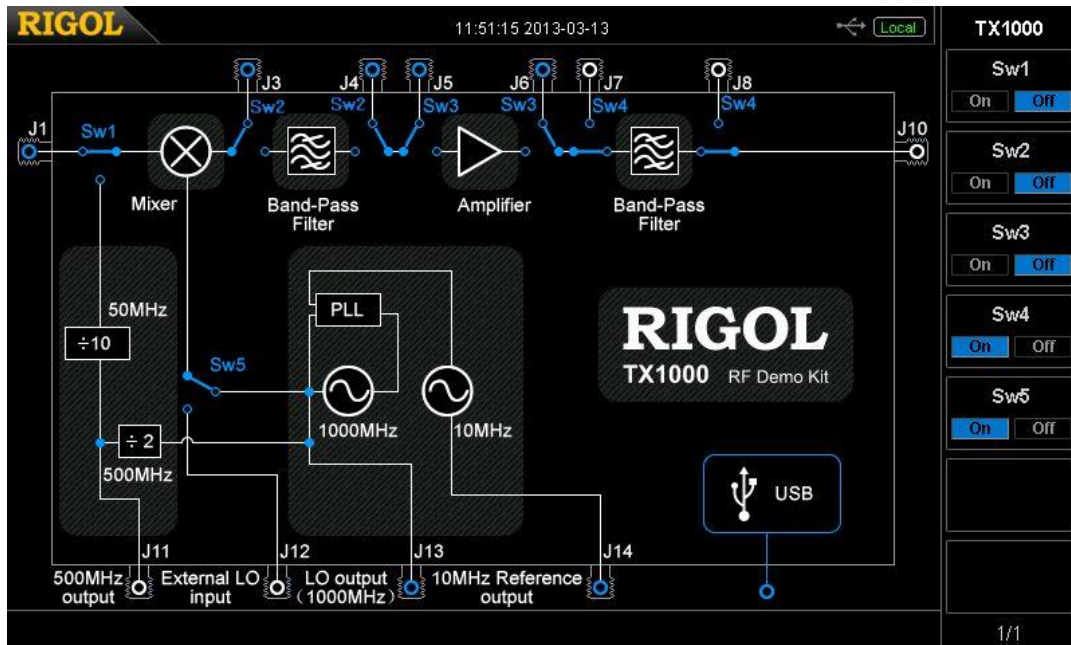 RIGOL
11:51:15 2013-03-13
Local
TX1000
J3
J4
J5
J6
J7
J8
Sw2
Sw2
Sw3
Sw3
Sw4
Sw4
J1
Sw1
J10
Mixer
Band-Pass
Filter
Amplifier
Band-Pass
Filter
50MHz
÷10
PLL
Sw5
1000MHz
10MHz
÷ 2
500MHz
RIGOL
TX1000 RF Demo Kit
USB
J11
J12
J13
J14
500MHz
output
External LO
input
LO output
(1000MHz)
10MHz Reference
output
Sw1
On Off
Sw2
On Off
Sw3
On Off
Sw4
On Off
Sw5
On Off
1/1